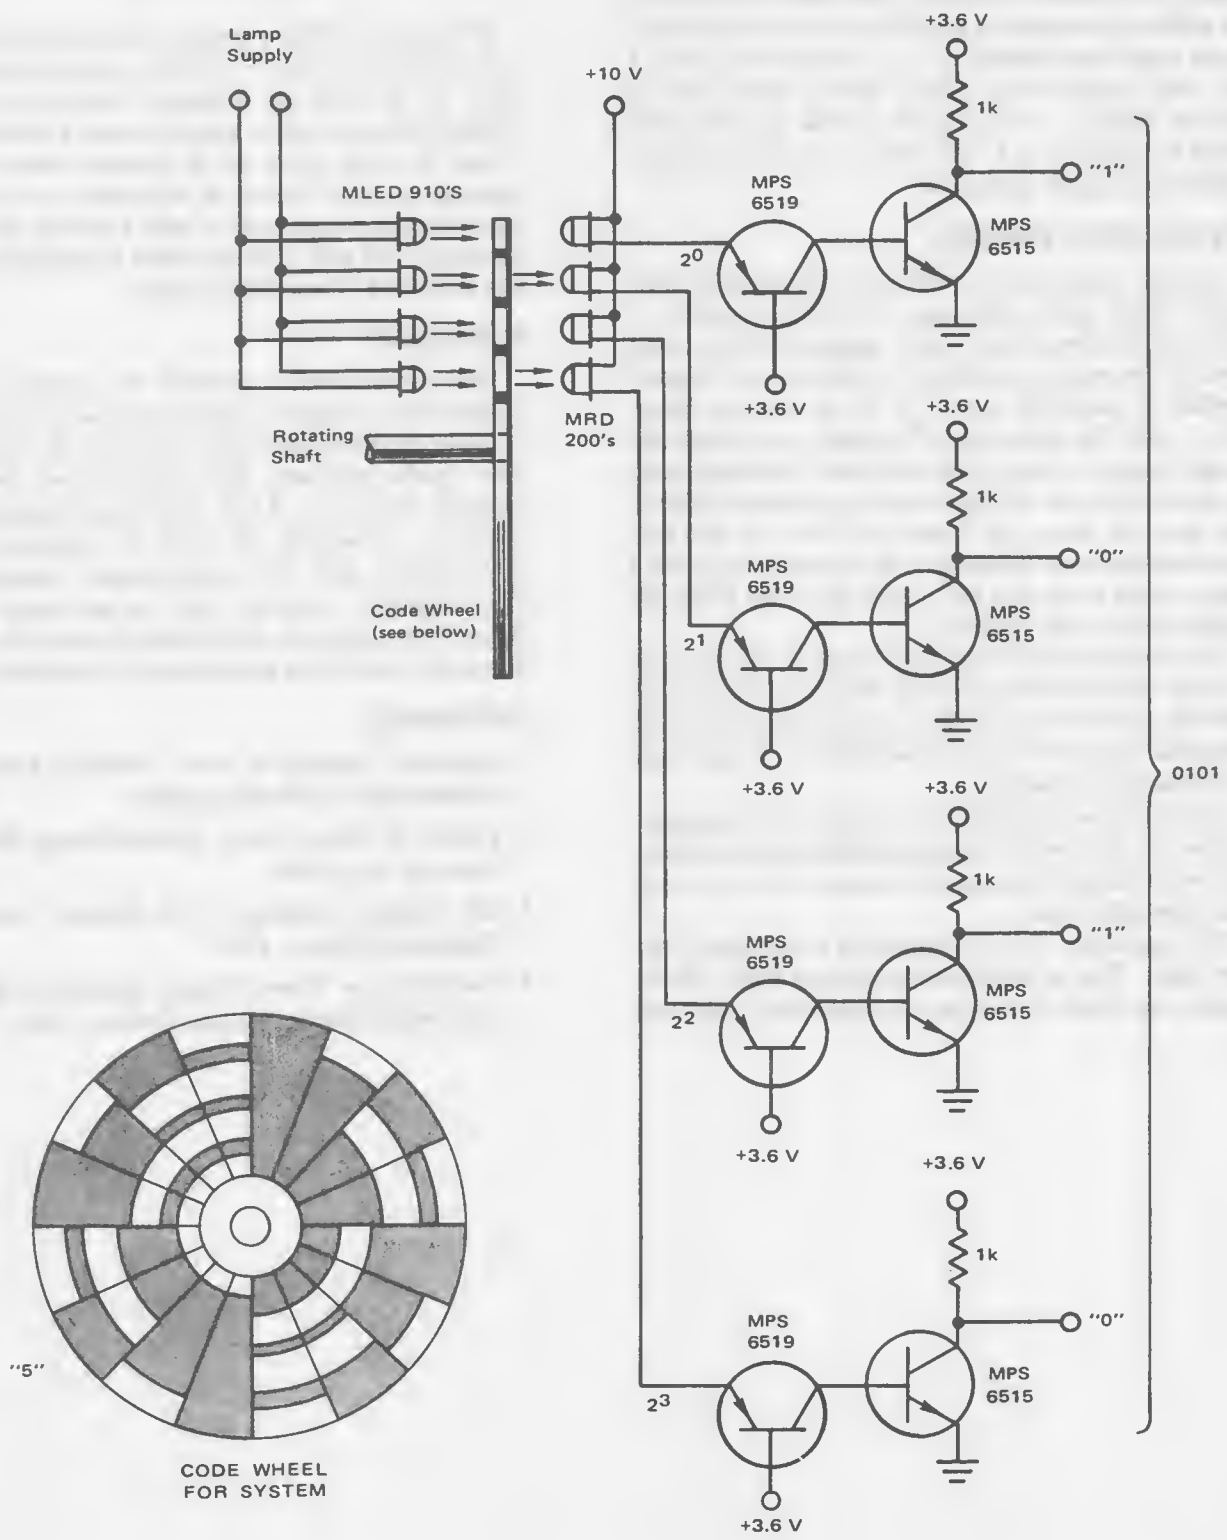 Lamp
Supply
+10 V
+3.6 V
1k
"1"
MLED 910'S
MPS
6519
MPS
6515
2⁰
+3.6 V
MRD
200's
Rotating
Shaft
+3.6 V
1k
"0"
MPS
6519
MPS
6515
2¹
Code Wheel
(see below)
+3.6 V
0101
+3.6 V
1k
"1"
MPS
6519
MPS
6515
2²
+3.6 V
+3.6 V
1k
"0"
MPS
6519
MPS
6515
2³
+3.6 V
"5"
CODE WHEEL
FOR SYSTEM